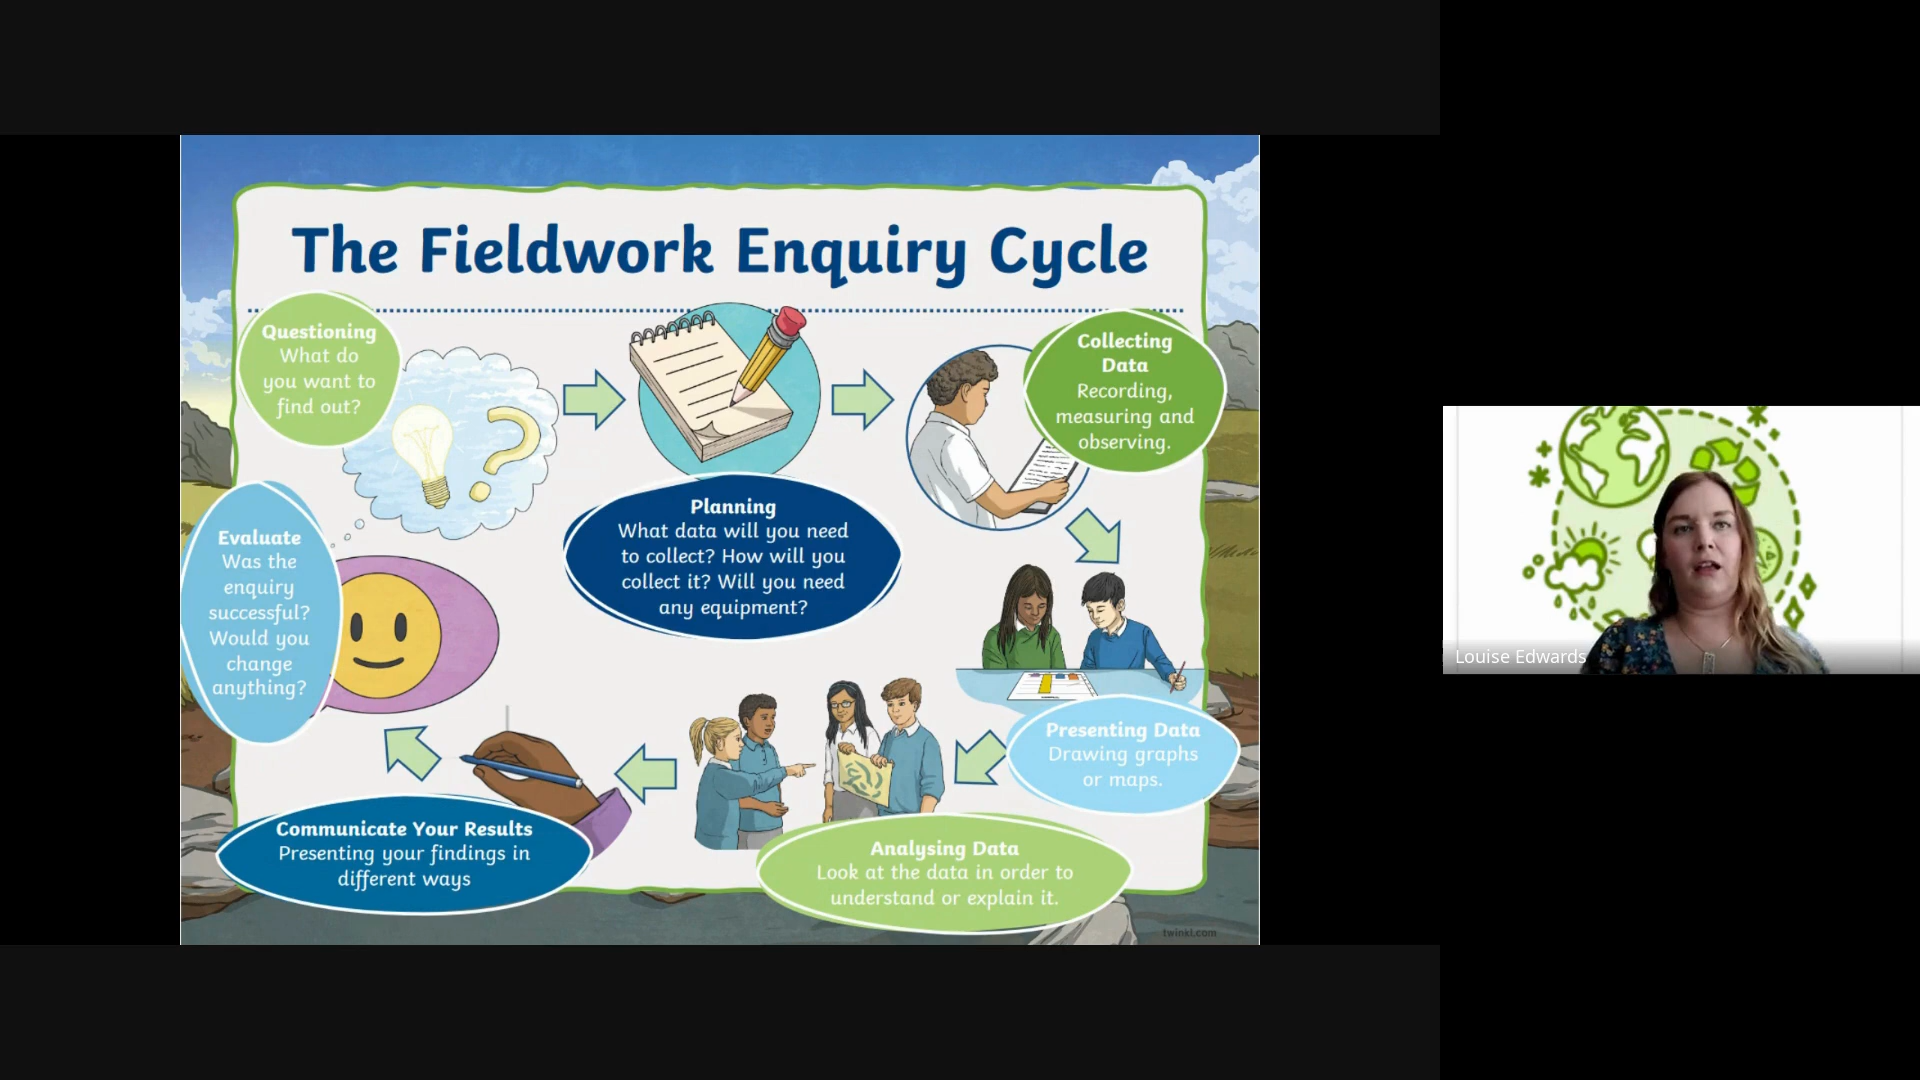 The Fieldwork Enquiry Cycle
Questioning
What do
you want to
find out?
Planning
What data will you need
to collect? How will you
collect it? Will you need
any equipment?
Collecting
Data
Recording,
measuring and
observing.
Presenting Data
Drawing graphs
or maps.
Analysing Data
Look at the data in order to
understand or explain it.
Communicate Your Results
Presenting your findings in
different ways
Evaluate
Was the
enquiry
successful?
Would you
change
anything?
twinkl.com
Louise Edwards